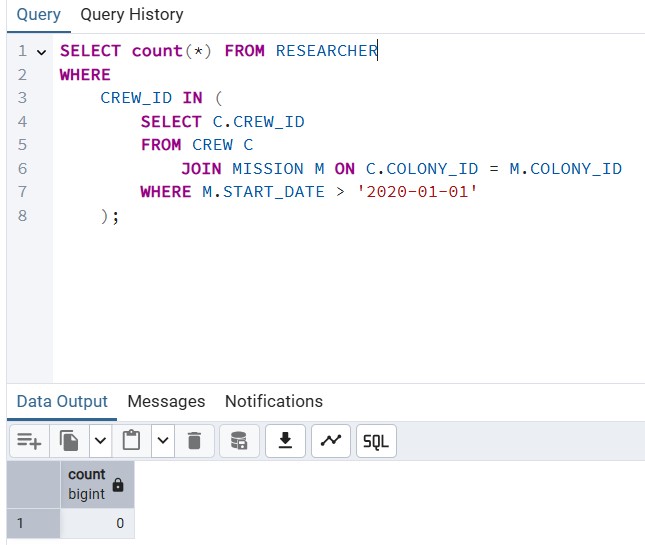 Query Query History
1 SELECT count(*) FROM RESEARCHER
2 WHERE
3 CREW_ID IN (
4 SELECT C.CREW_ID
5 FROM CREW C
6 JOIN MISSION M ON C.COLONY_ID = M.COLONY_ID
7 WHERE M.START_DATE > '2020-01-01'
8 );
Data Output Messages Notifications
SQL
count
bigint
1 0